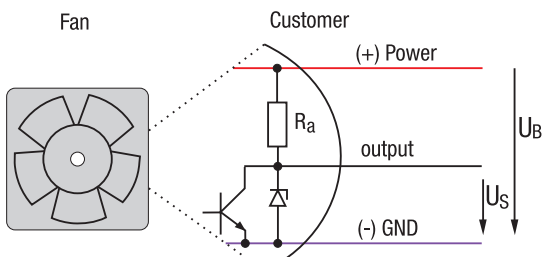 Fan
Customer
(+) Power
Ra
UB
output
US
(-) GND